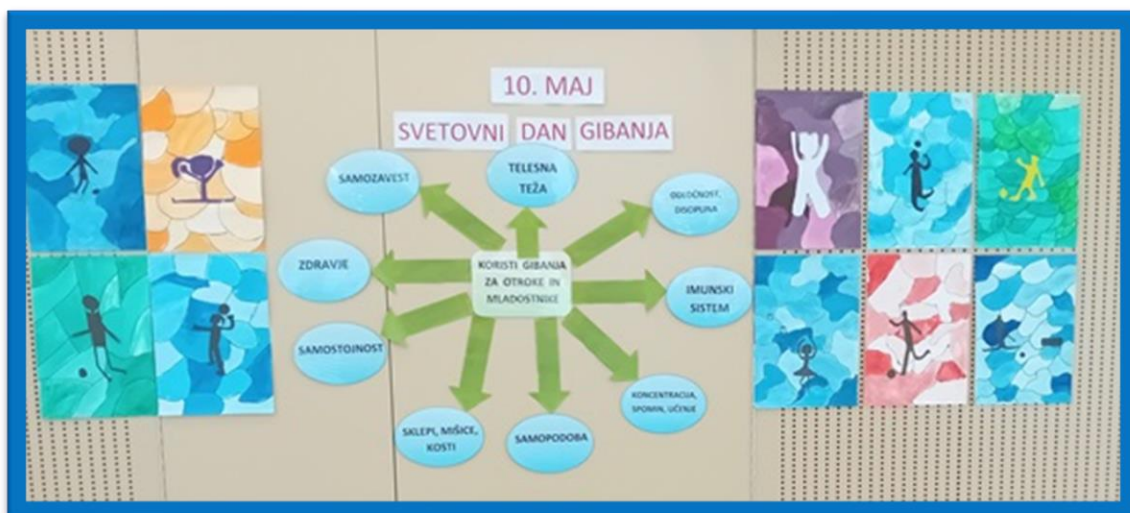 10. MAJ
SVETOVNI DAN GIBANJA
TELESNA
TEŽA
SAMOZAVEST
ODLOČNOST,
DISCIPLINA
ZDRAVJE
KORISTI GIBANJA
ZA OTROKE IN
MLADOSTNIKE
IMUNSKI
SISTEM
SAMOSTOJNOST
KONCENTRACIJA,
SPOMIN, UČENJE
SKLEPI, MIŠICE,
KOSTI
SAMOPODOBA